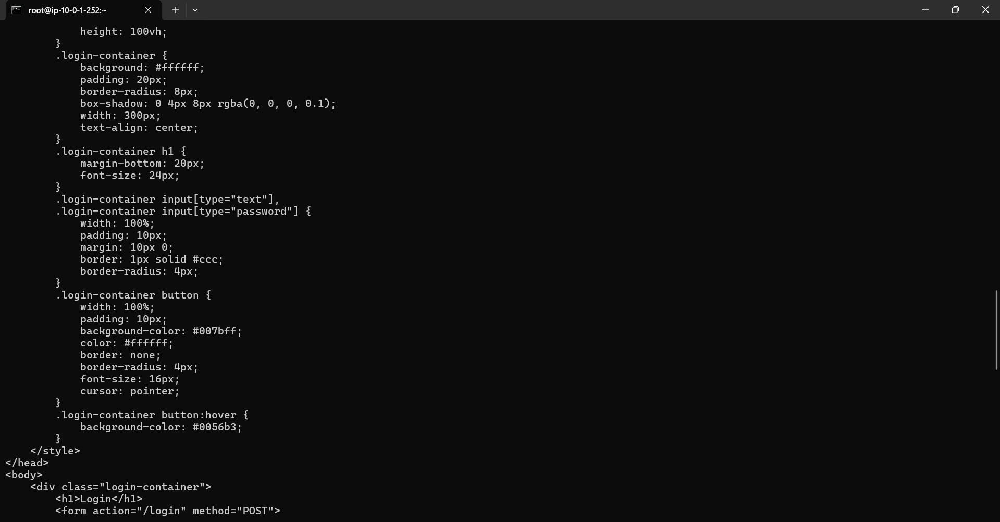 root@ip-10-0-1-252:~
            height: 100vh;
        }
        .login-container {
            background: #ffffff;
            padding: 20px;
            border-radius: 8px;
            box-shadow: 0 4px 8px rgba(0, 0, 0, 0.1);
            width: 300px;
            text-align: center;
        }
        .login-container h1 {
            margin-bottom: 20px;
            font-size: 24px;
        }
        .login-container input[type="text"],
        .login-container input[type="password"] {
            width: 100%;
            padding: 10px;
            margin: 10px 0;
            border: 1px solid #ccc;
            border-radius: 4px;
        }
        .login-container button {
            width: 100%;
            padding: 10px;
            background-color: #007bff;
            color: #ffffff;
            border: none;
            border-radius: 4px;
            font-size: 16px;
            cursor: pointer;
        }
        .login-container button:hover {
            background-color: #0056b3;
        }
    </style>
</head>
<body>
    <div class="login-container">
        <h1>Login</h1>
        <form action="/login" method="POST">